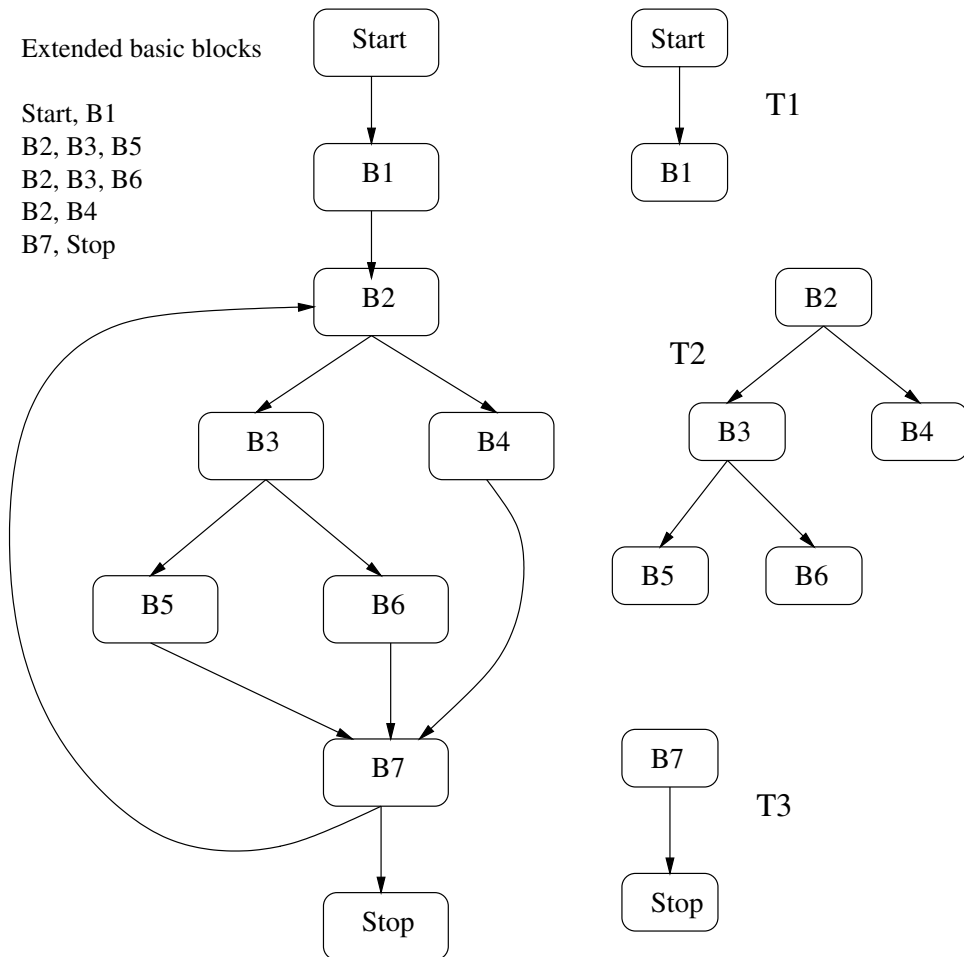 Extended basic blocks
Start, B1
B2, B3, B5
B2, B3, B6
B2, B4
B7, Stop
Start
B1
B2
B3
B4
B5
B6
B7
Stop
Start
T1
B1
B2
T2
B3
B4
B5
B6
B7
T3
Stop